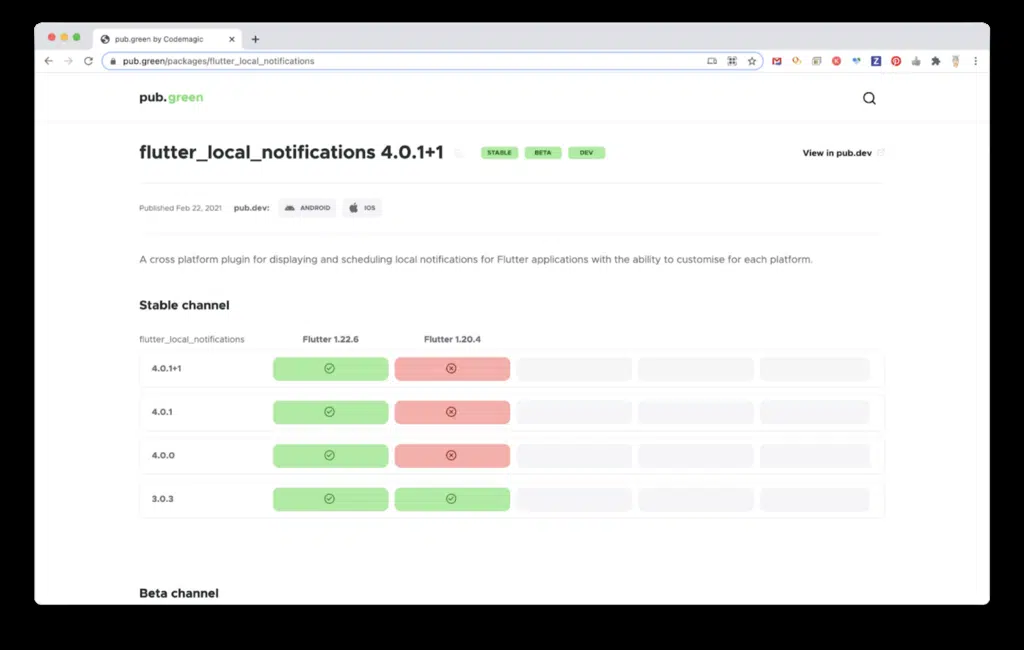 pub.green by Codemagic
pub.green/packages/flutter_local_notifications
pub.green
flutter_local_notifications 4.0.1+1 STABLE BETA DEV View in pub.dev
Published Feb 22, 2021 pub.dev: ANDROID IOS
A cross platform plugin for displaying and scheduling local notifications for Flutter applications with the ability to customise for each platform.
Stable channel
flutter_local_notifications Flutter 1.22.6 Flutter 1.20.4
4.0.1+1
4.0.1
4.0.0
3.0.3
Beta channel